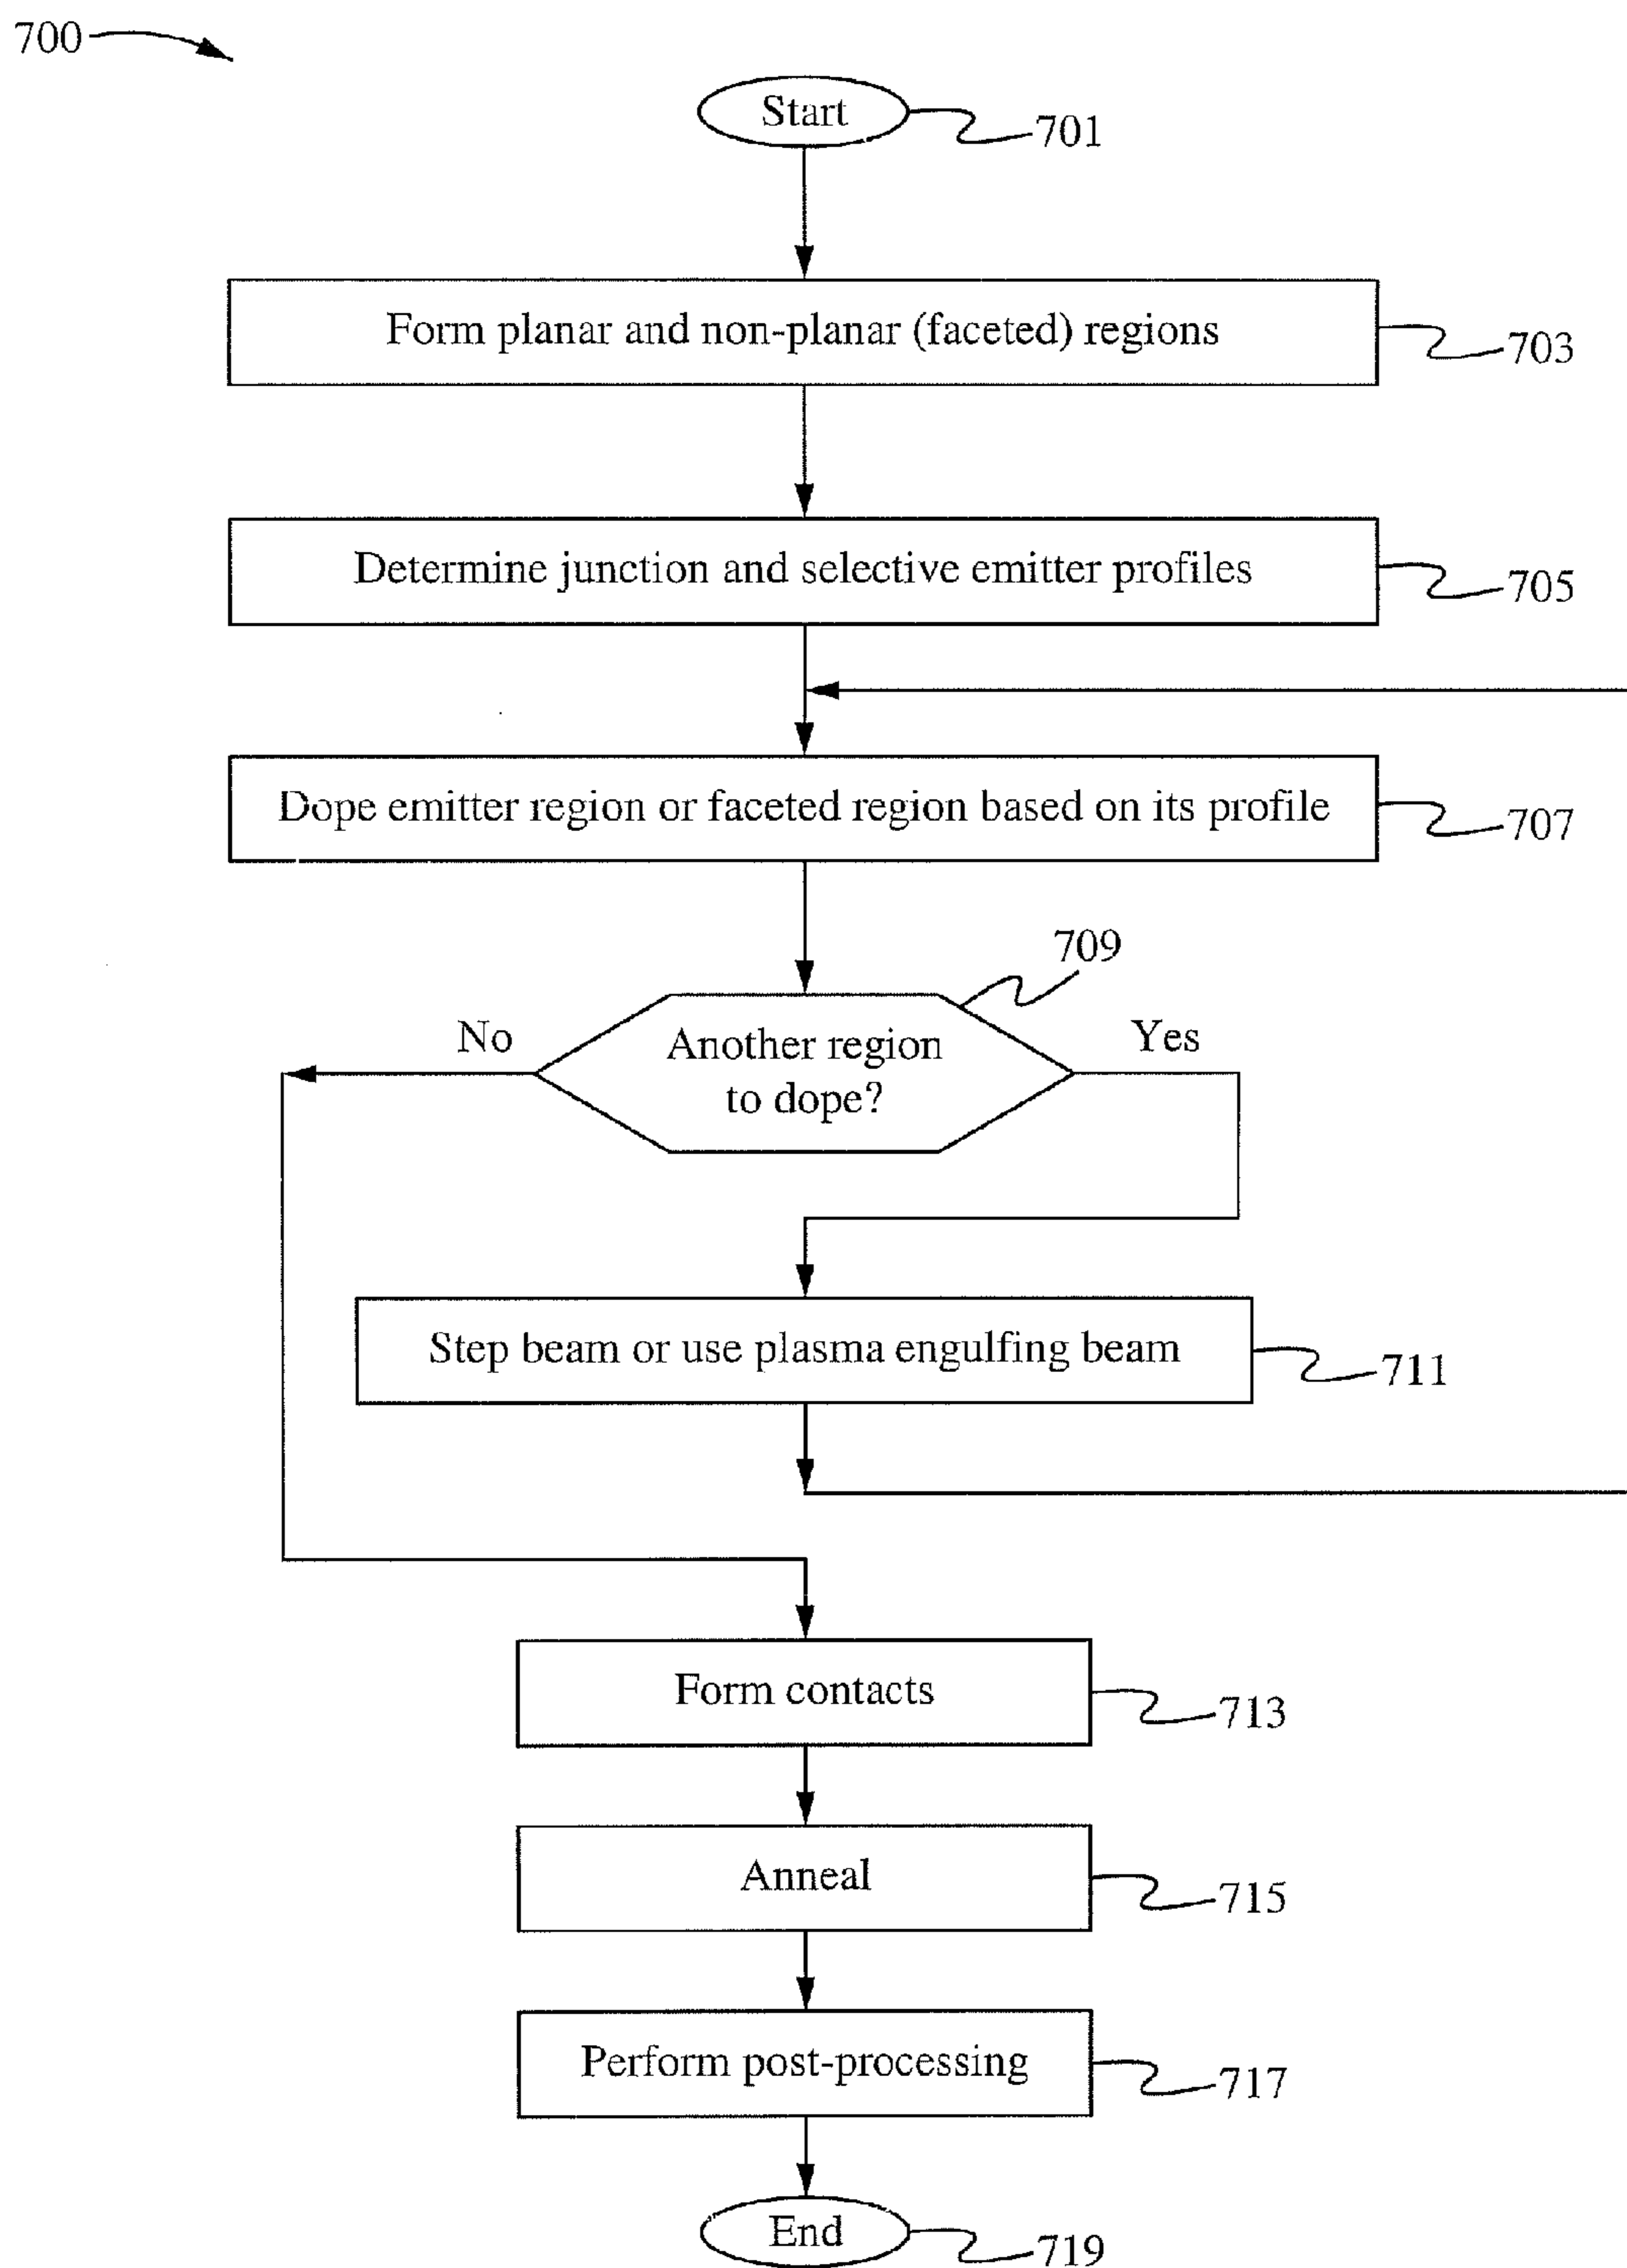 700
Start
701
Form planar and non-planar (faceted) regions
703
Determine junction and selective emitter profiles
705
Dope emitter region or faceted region based on its profile
707
709
No
Another region
to dope?
Yes
Step beam or use plasma engulfing beam
711
Form contacts
713
Anneal
715
Perform post-processing
717
End
719